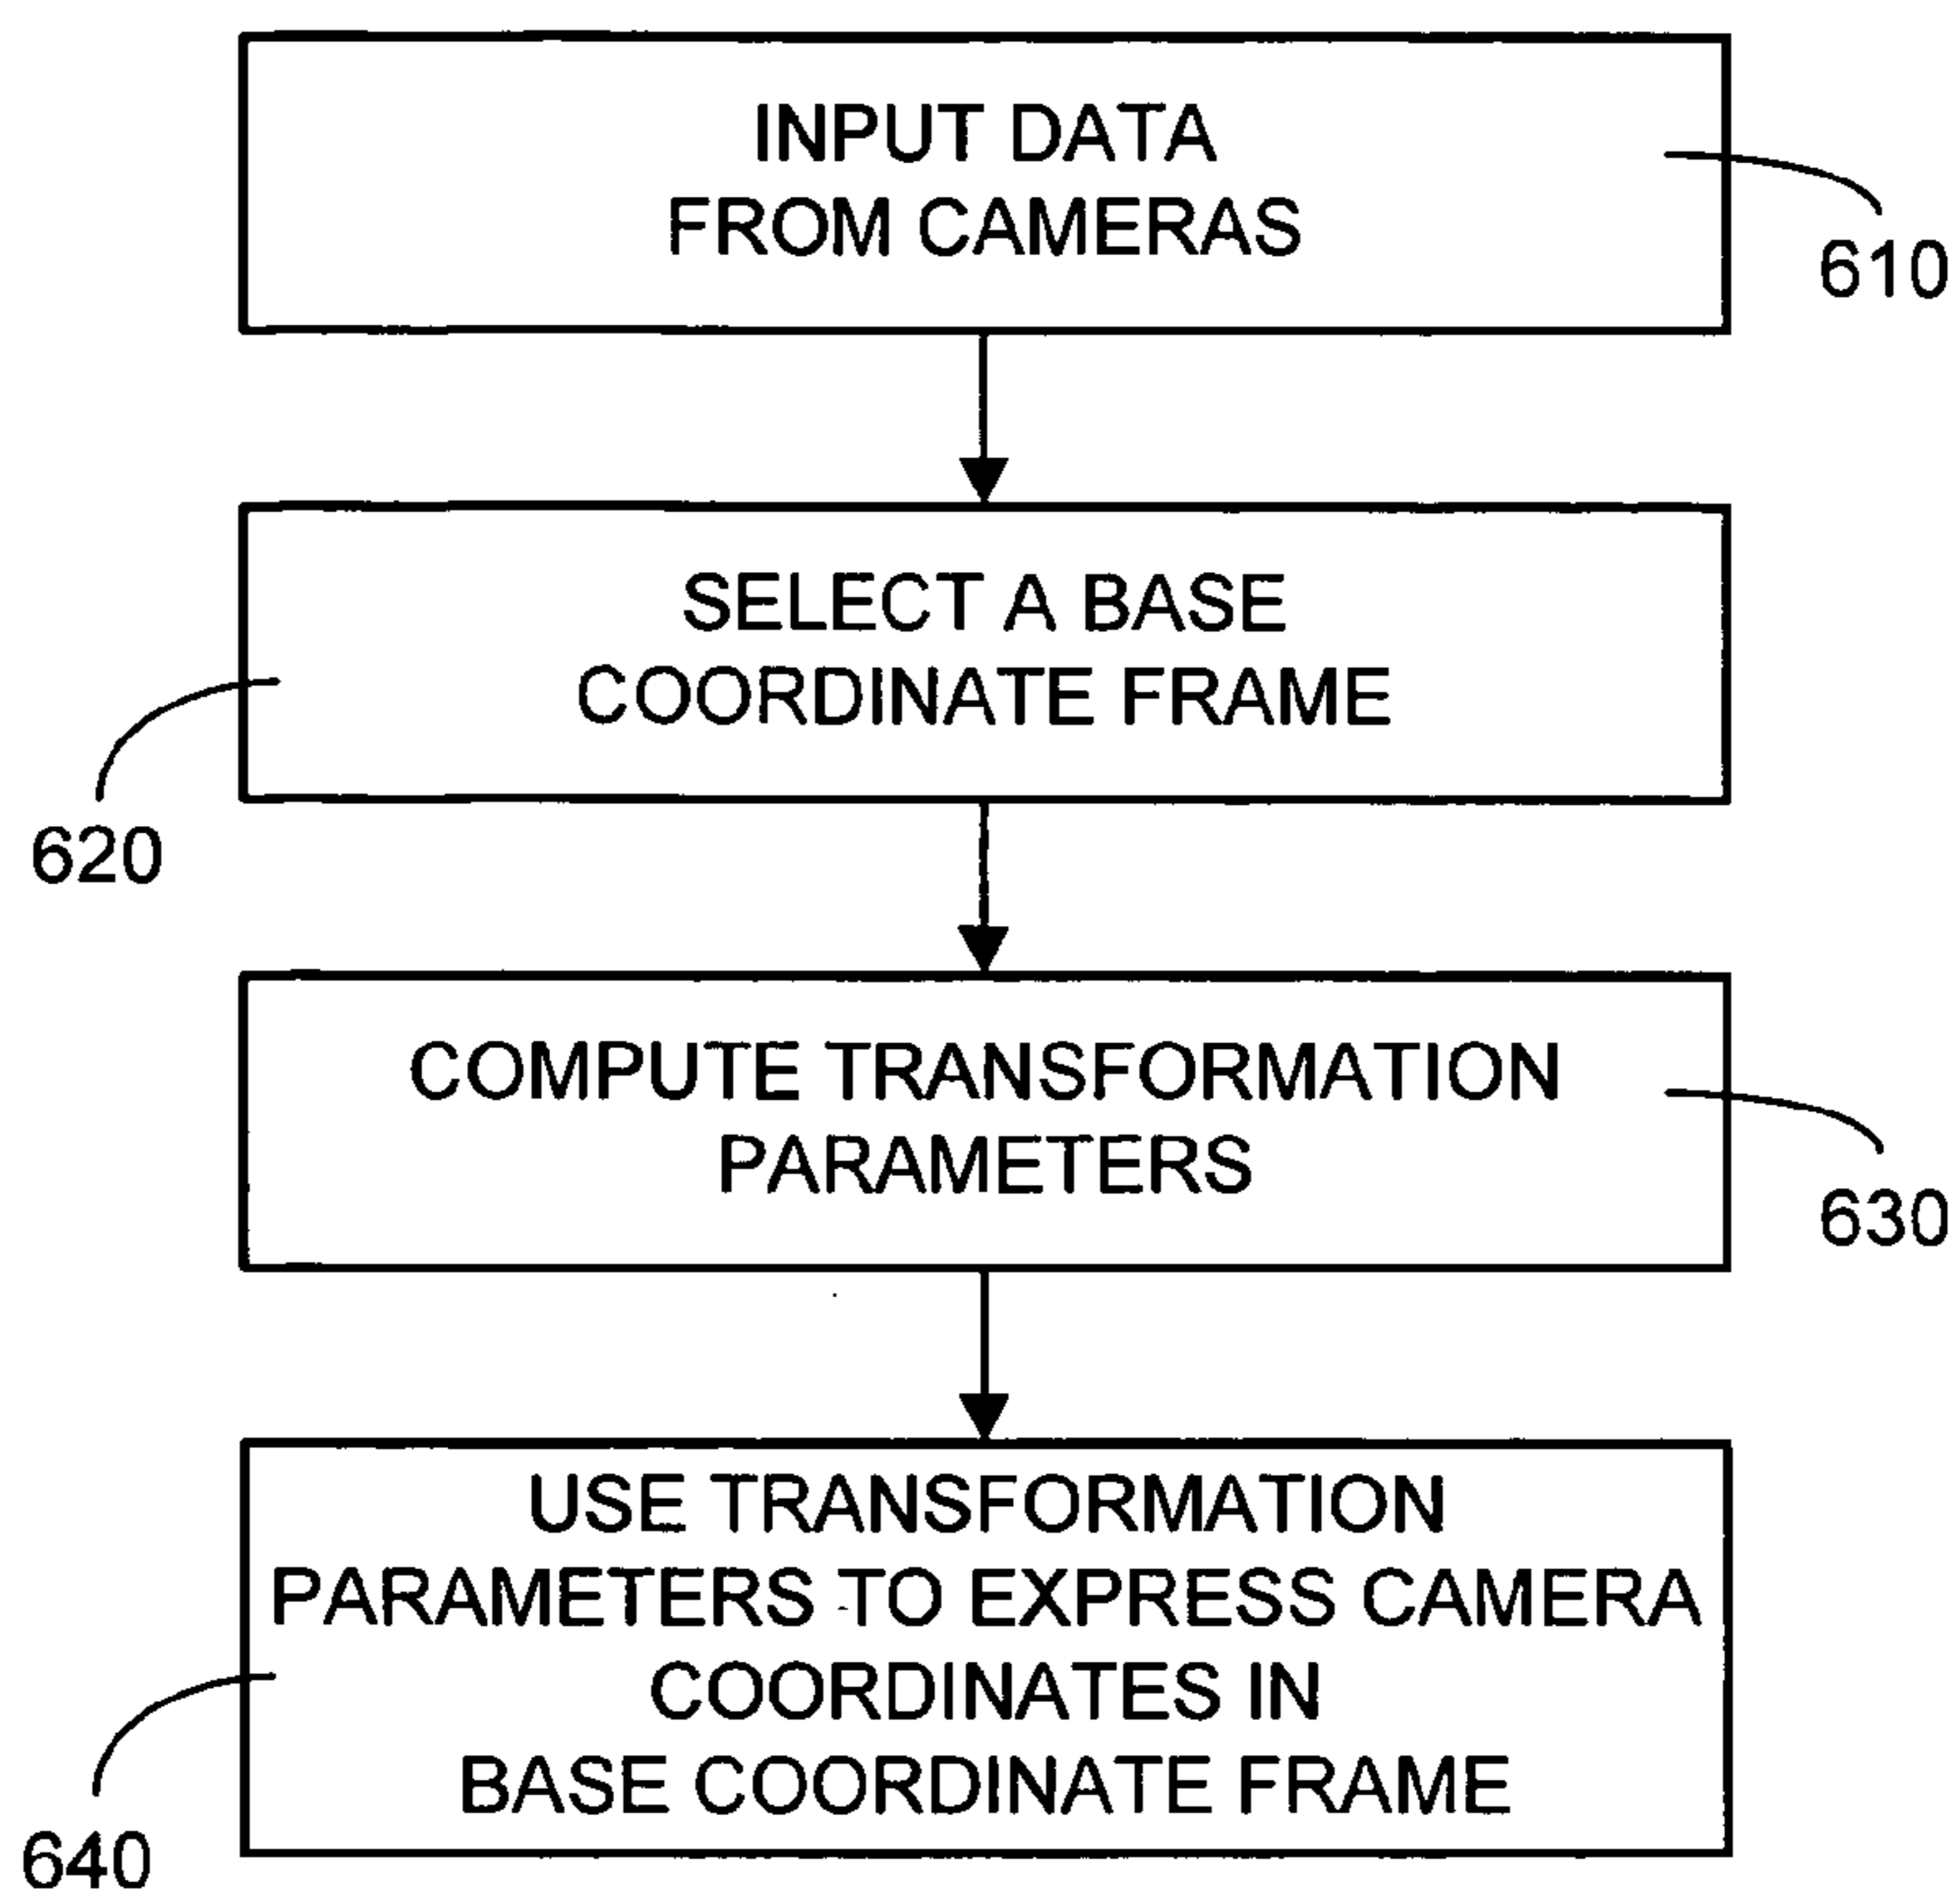 INPUT DATA
FROM CAMERAS
610
SELECT A BASE
COORDINATE FRAME
620
COMPUTE TRANSFORMATION
PARAMETERS
630
USE TRANSFORMATION
PARAMETERS TO EXPRESS CAMERA
COORDINATES IN
BASE COORDINATE FRAME
640